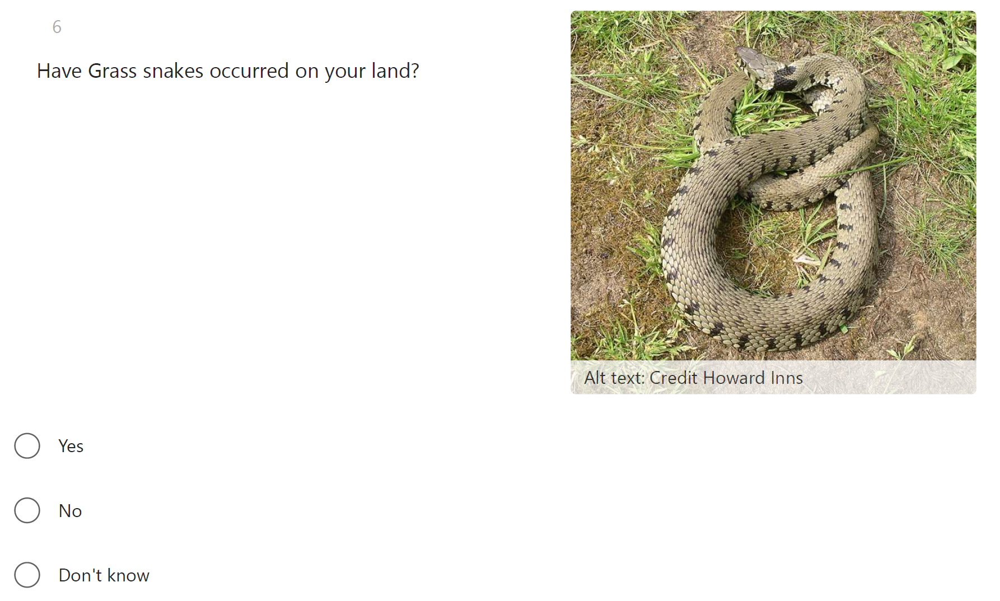 6
Have Grass snakes occurred on your land?
Alt text: Credit Howard Inns
Yes
No
Don't know